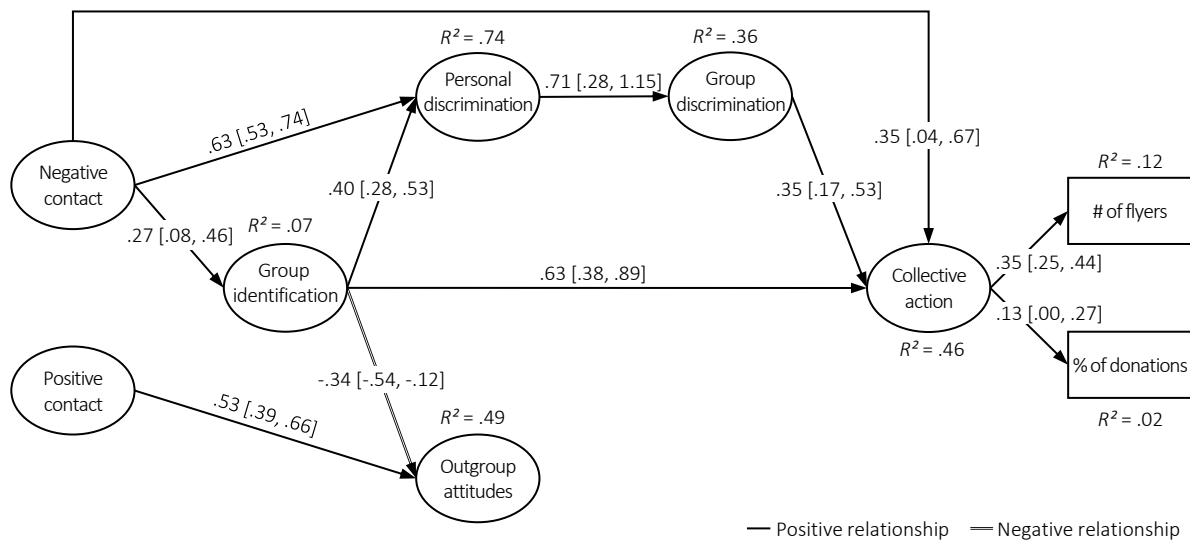 R² = .74
R² = .36
Personal
discrimination
.71 [.28, 1.15]
Group
discrimination
.63 [.53, .74]
.35 [.04, .67]
Negative
contact
.40 [.28, .53]
.35 [.17, .53]
R² = .12
# of flyers
.27 [.08, .46]
R² = .07
Group
identification
.63 [.38, .89]
Collective
action
.35 [.25, .44]
.13 [.00, .27]
R² = .46
% of donations
R² = .02
Positive
contact
-.34 [-.54, -.12]
.53 [.39, .66]
R² = .49
Outgroup
attitudes
Positive relationship
Negative relationship